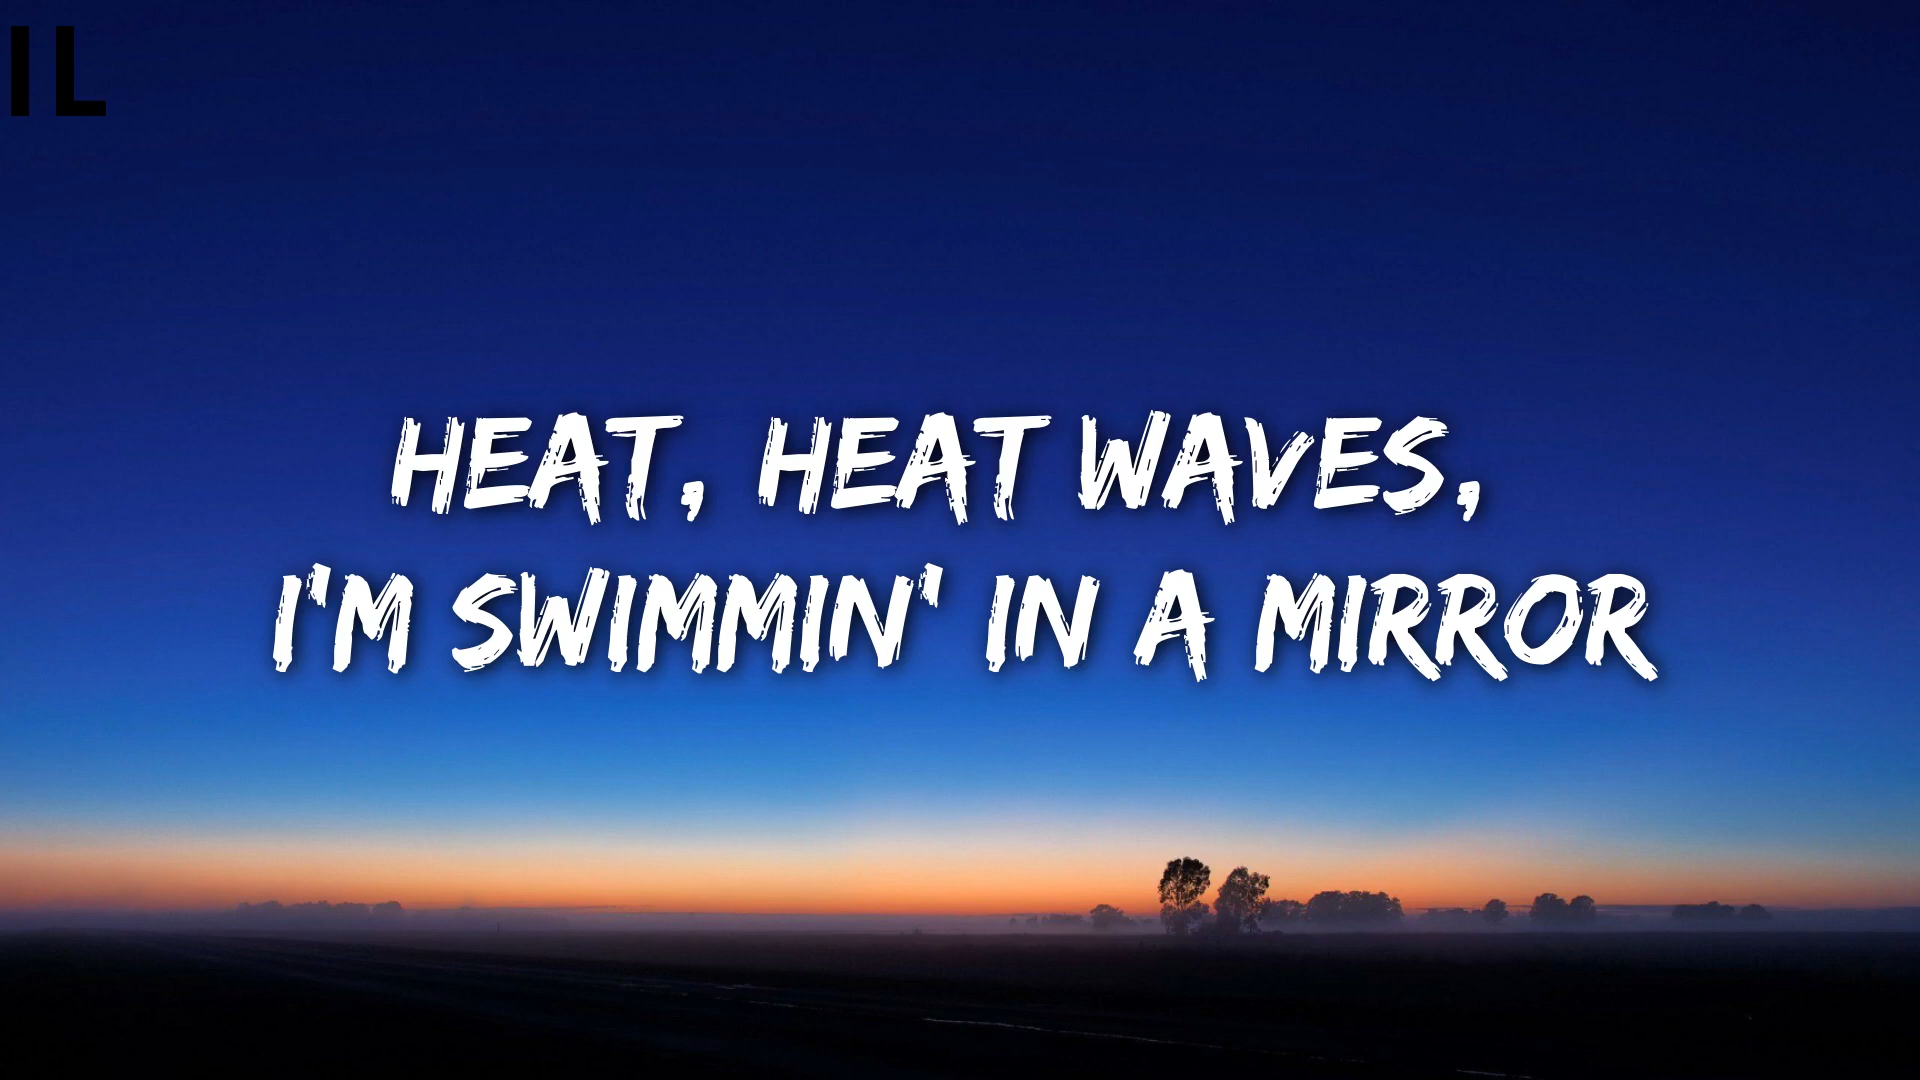 IL
HEAT, HEAT WAVES,
I'M SWIMMIN' IN A MIRROR